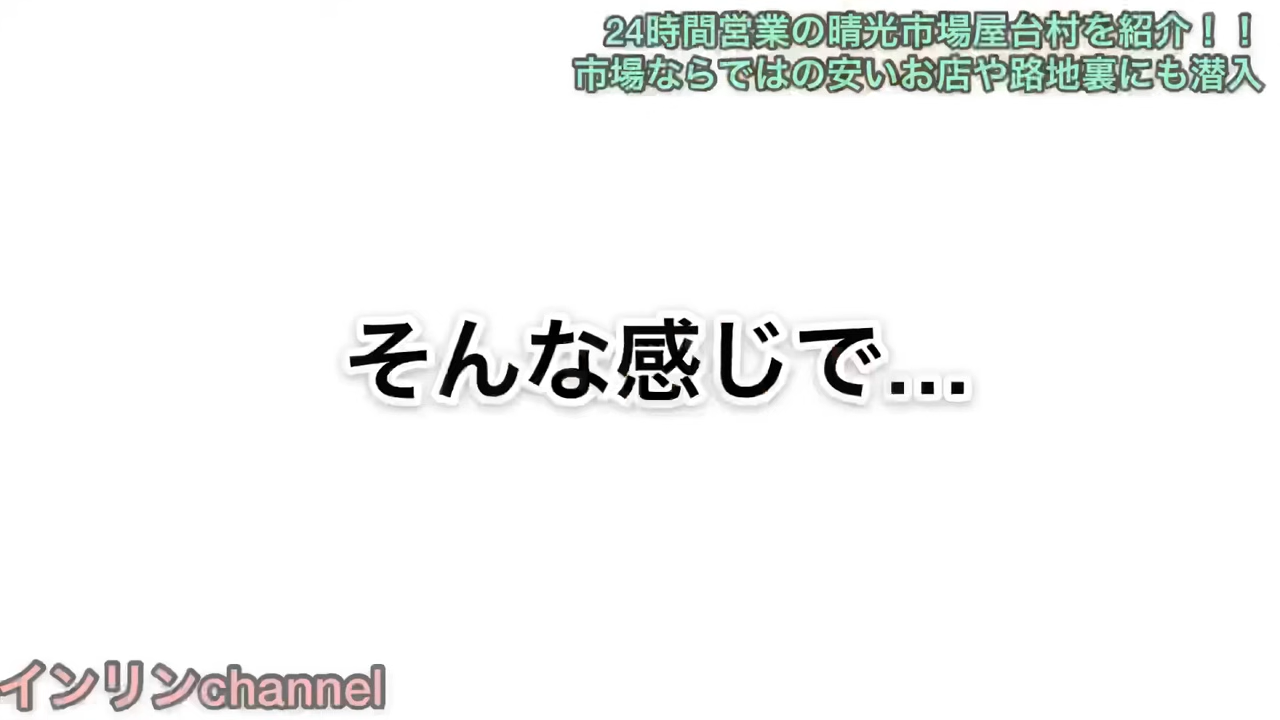 24時間営業の晴光市場屋台村を紹介！！
市場ならではの安いお店や路地裏にも潜入
そんな感じで...
インリンchannel